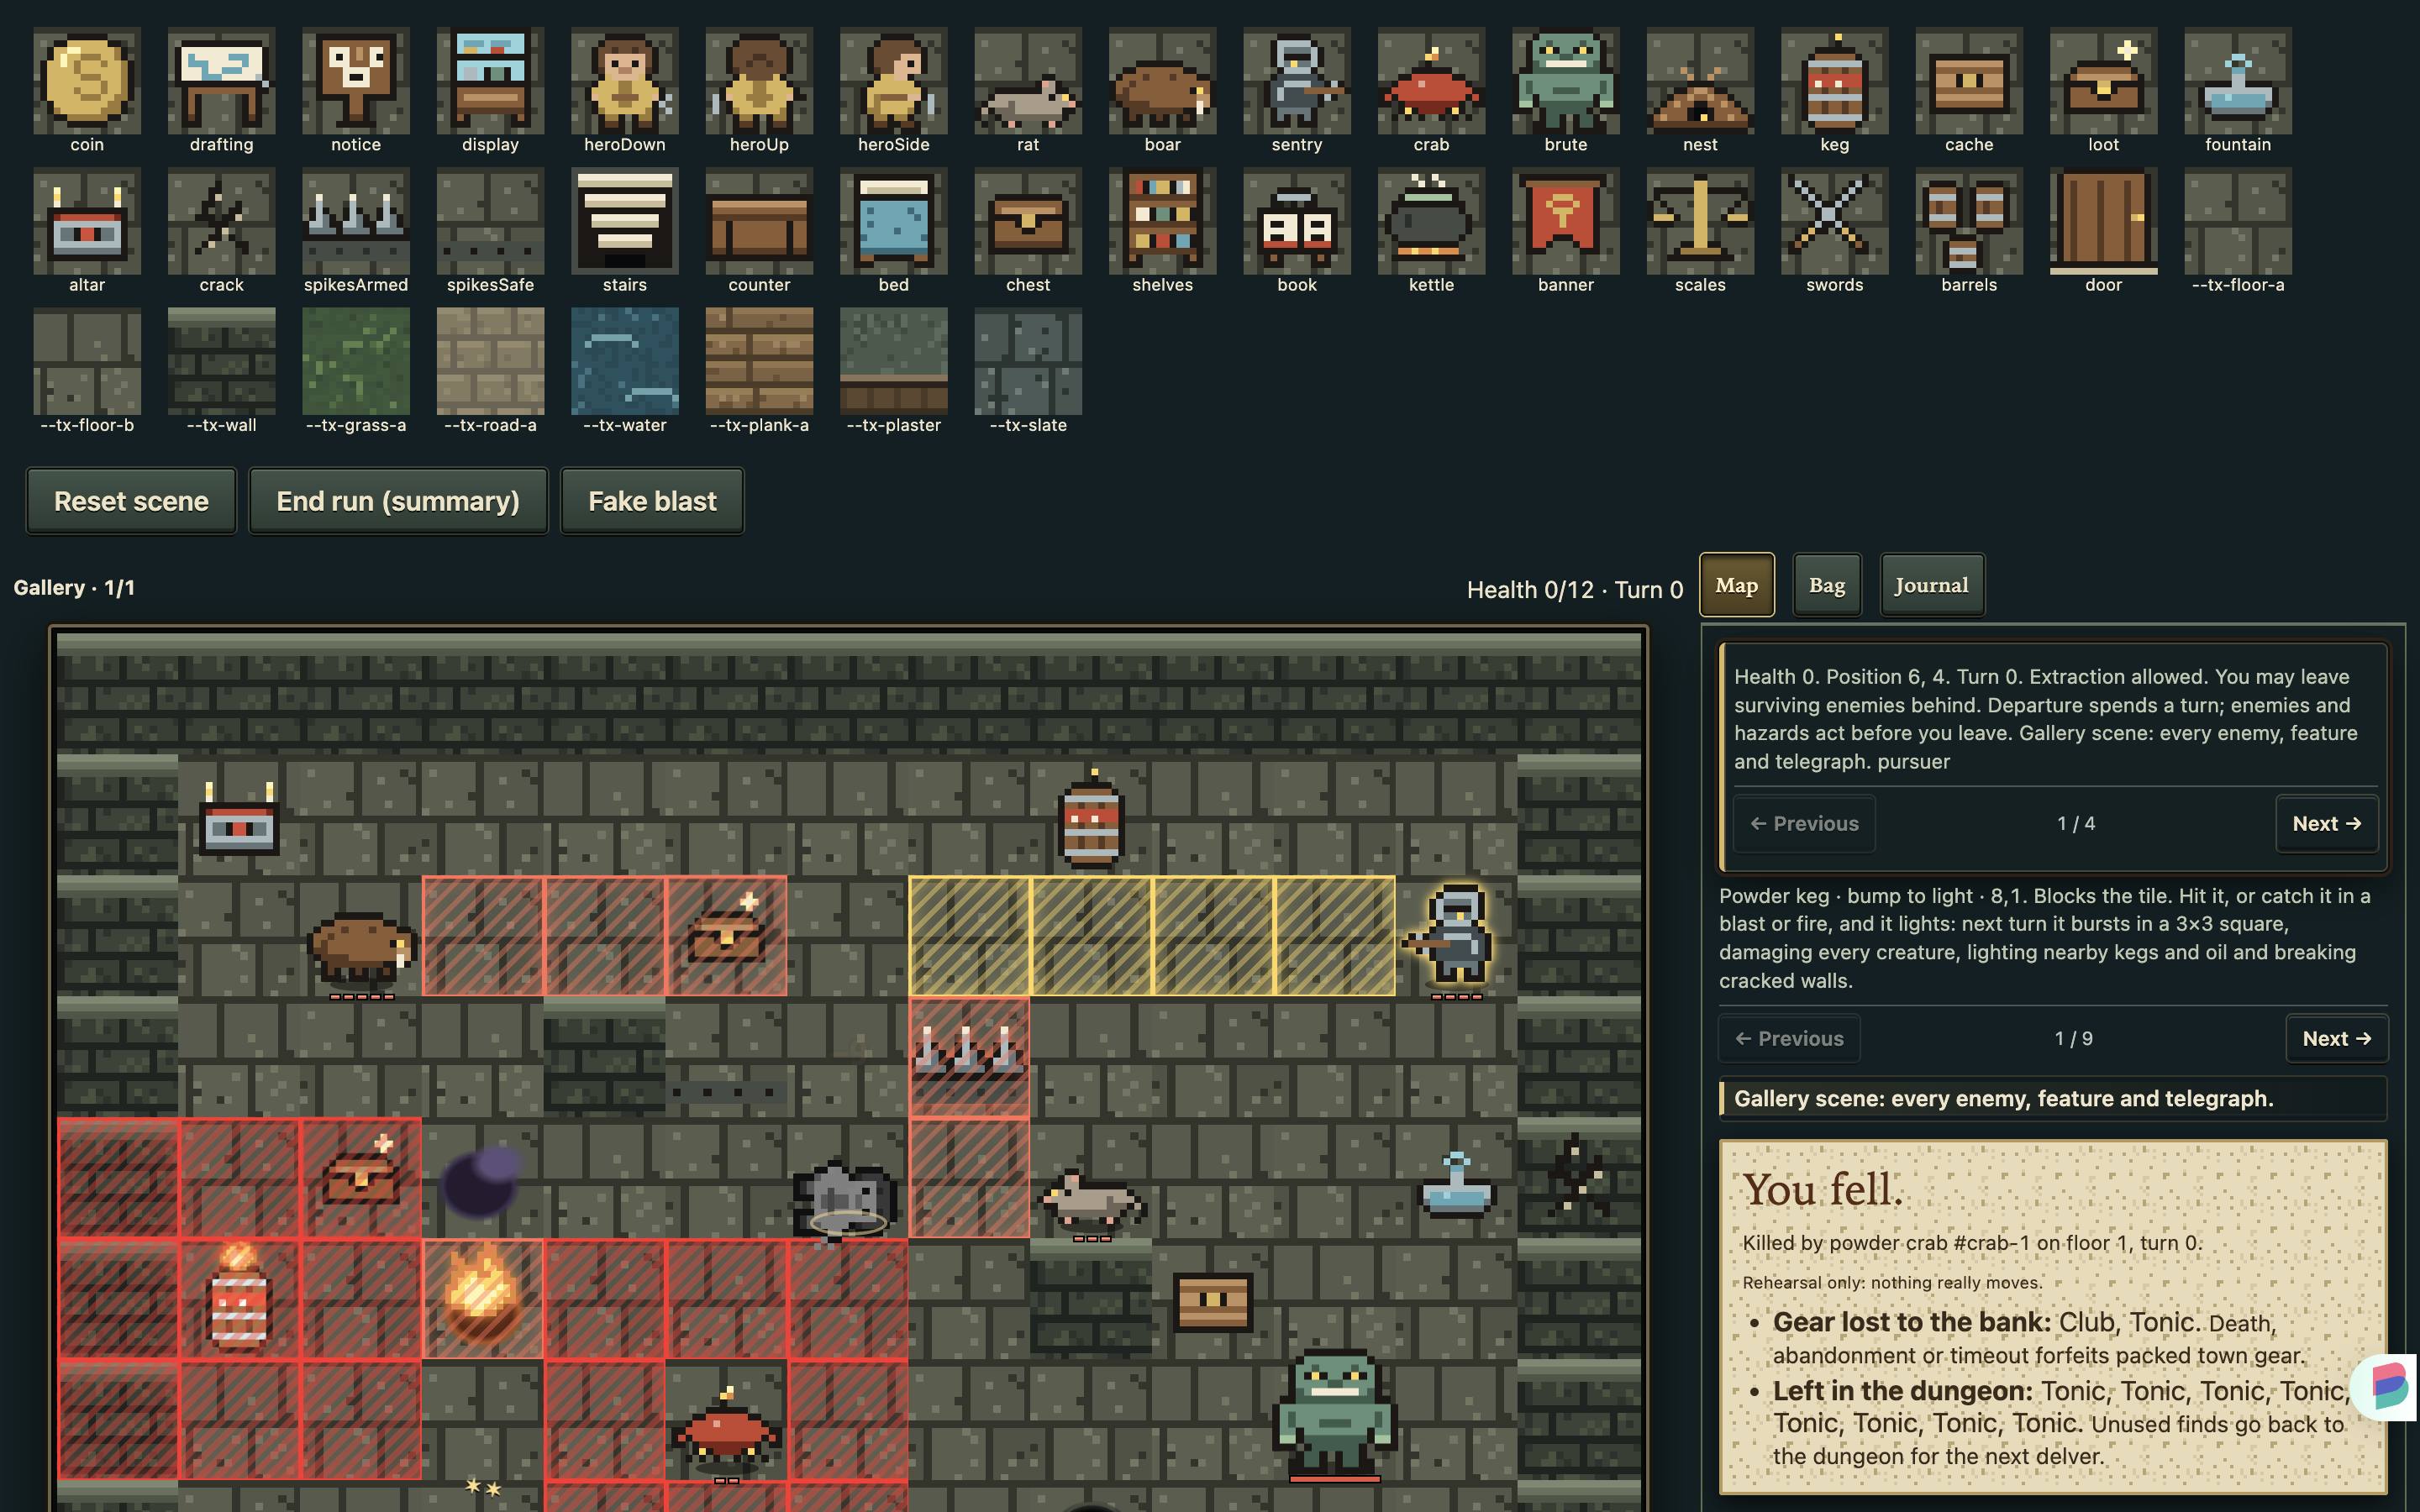 coin drafting notice display heroDown heroUp heroSide rat boar sentry crab brute nest keg cache loot fountain
altar crack spikesArmed spikesSafe stairs counter bed chest shelves book kettle banner scales swords barrels door --tx-floor-a
--tx-floor-b --tx-wall --tx-grass-a --tx-road-a --tx-water --tx-plank-a --tx-plaster --tx-slate
Reset scene End run (summary) Fake blast
Gallery · 1/1
Health 0/12 · Turn 0
Map Bag Journal
Health 0. Position 6, 4. Turn 0. Extraction allowed. You may leave
surviving enemies behind. Departure spends a turn; enemies and
hazards act before you leave. Gallery scene: every enemy, feature
and telegraph. pursuer
← Previous 1 / 4 Next →
Powder keg · bump to light · 8,1. Blocks the tile. Hit it, or catch it in a
blast or fire, and it lights: next turn it bursts in a 3×3 square,
damaging every creature, lighting nearby kegs and oil and breaking
cracked walls.
← Previous 1 / 9 Next →
Gallery scene: every enemy, feature and telegraph.
You fell.
Killed by powder crab #crab-1 on floor 1, turn 0.
Rehearsal only: nothing really moves.
• Gear lost to the bank: Club, Tonic. Death,
abandonment or timeout forfeits packed town gear.
• Left in the dungeon: Tonic, Tonic, Tonic, Tonic,
Tonic, Tonic, Tonic, Tonic. Unused finds go back to
the dungeon for the next delver.